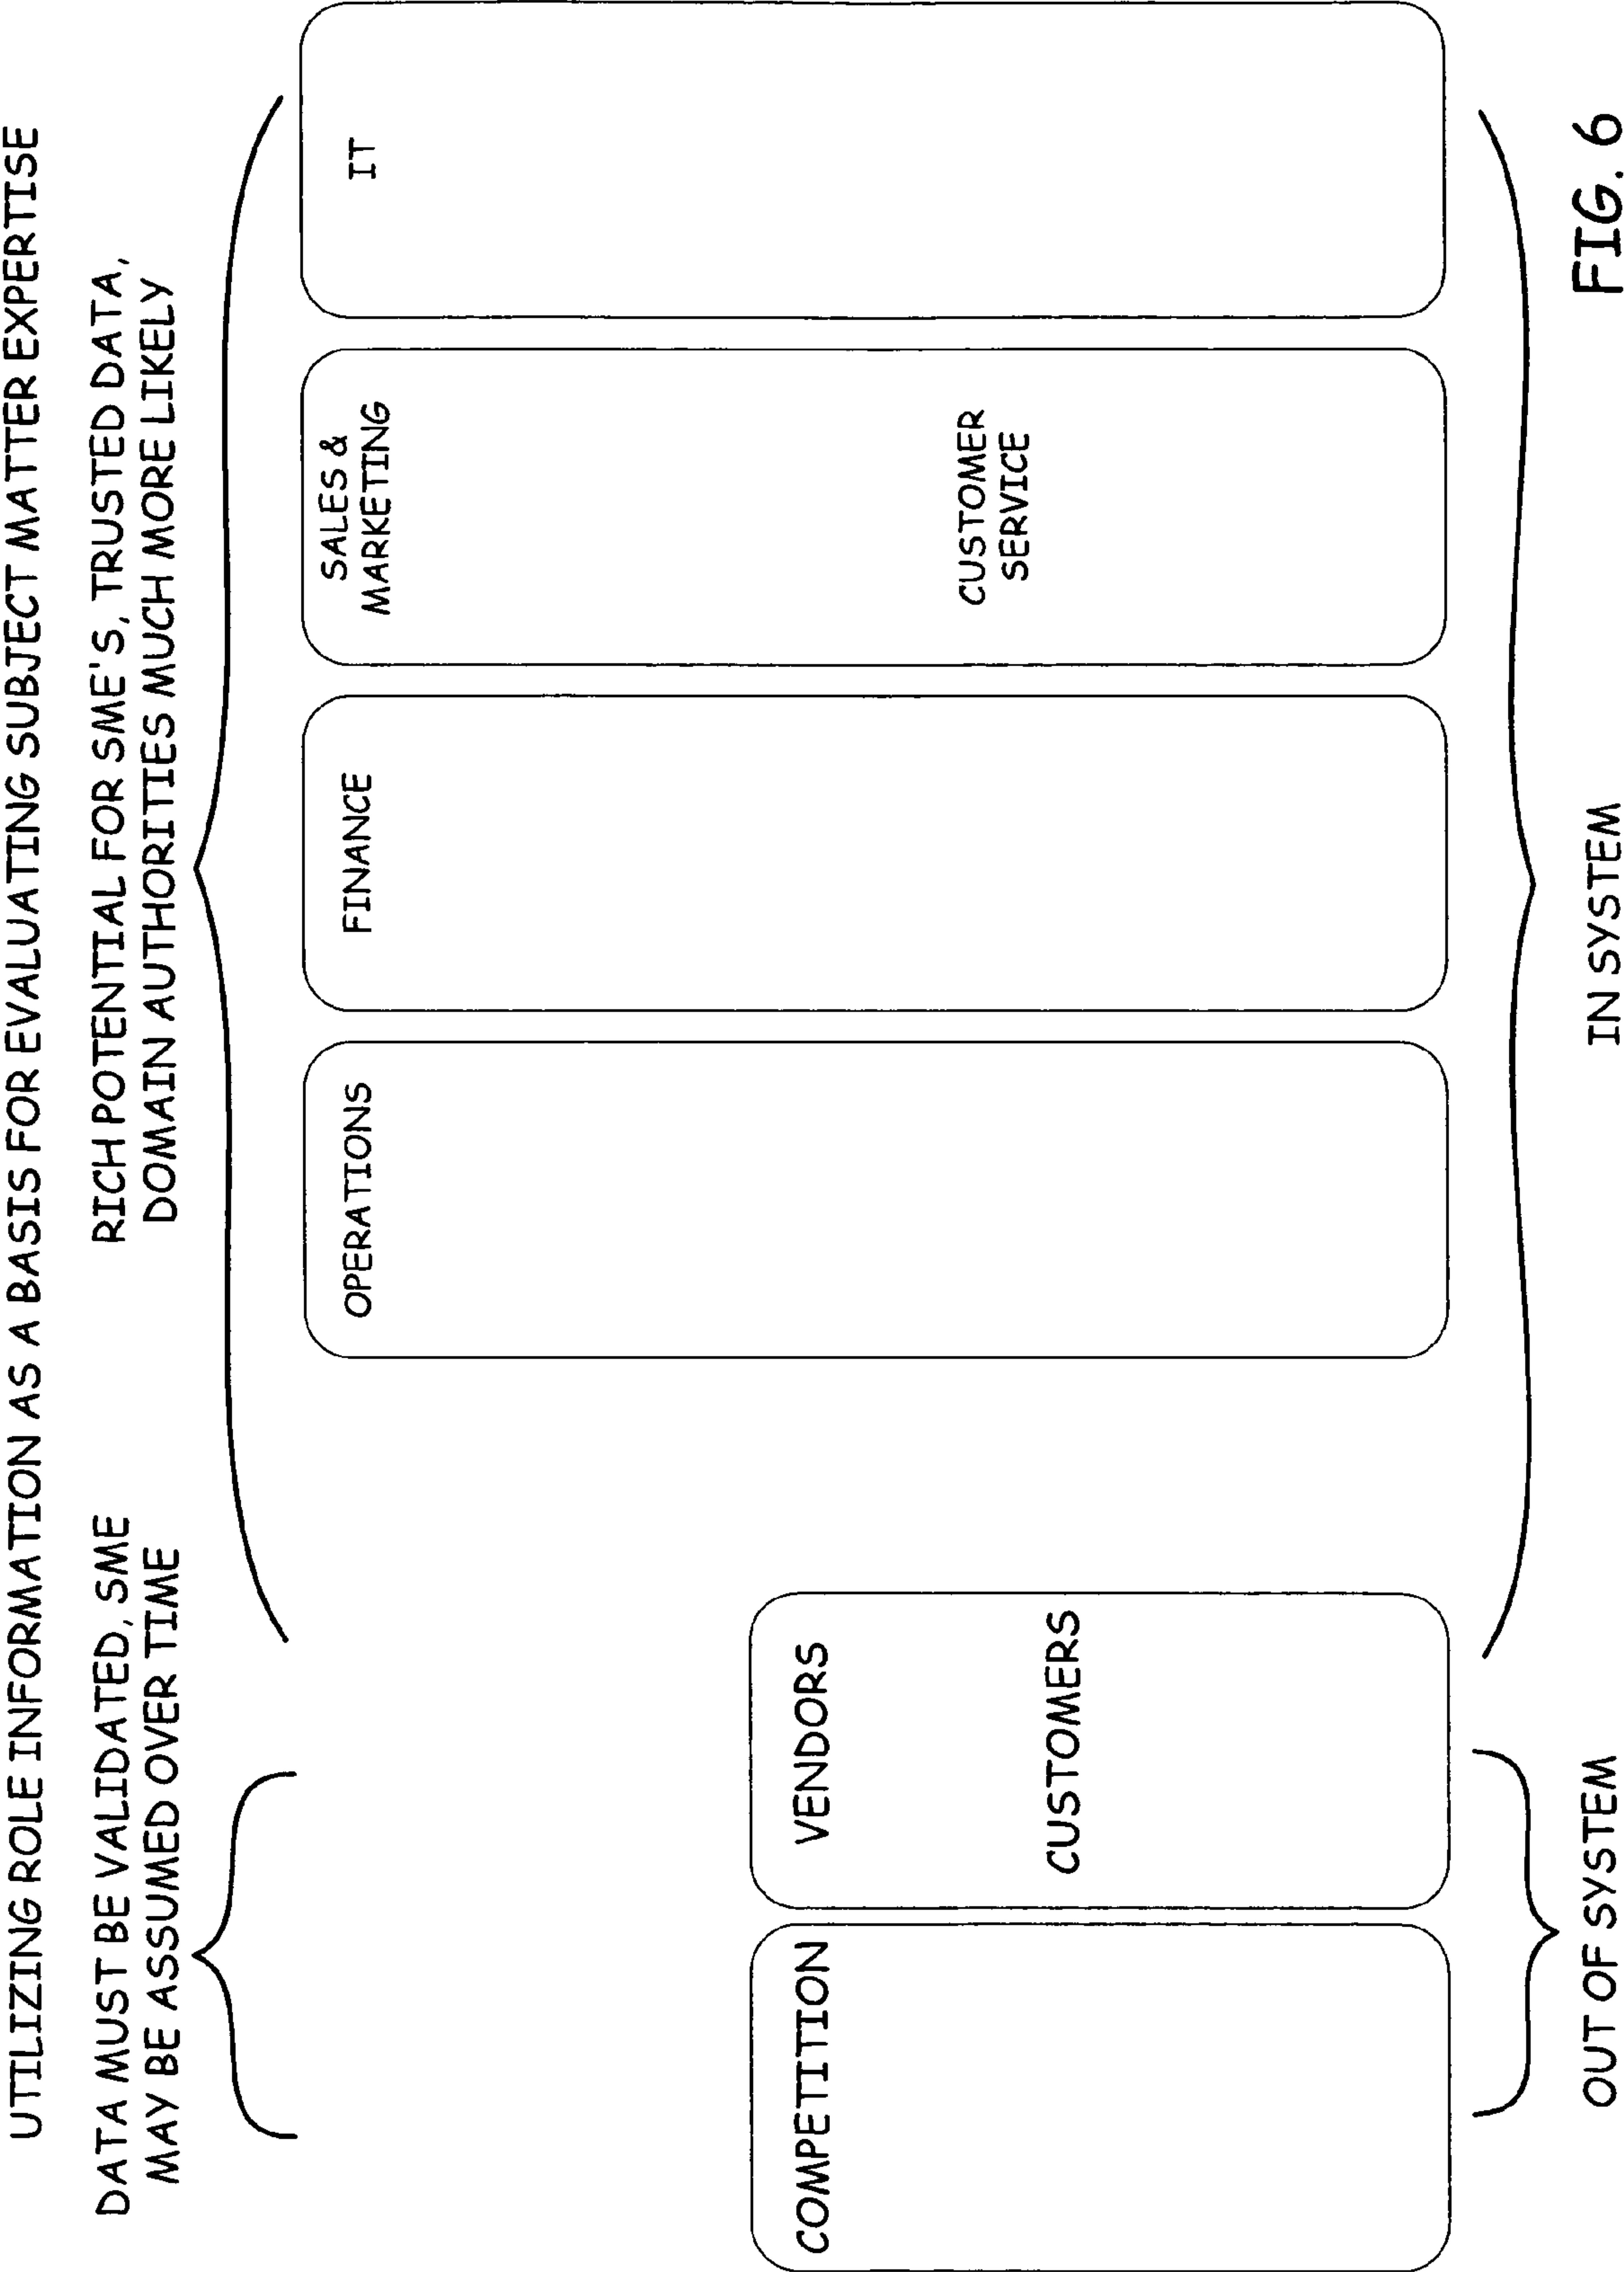 UTILIZING ROLE INFORMATION AS A BASIS FOR EVALUATING SUBJECT MATTER EXPERTISE
DATA MUST BE VALIDATED, SME
MAY BE ASSUMED OVER TIME
RICH POTENTIAL FOR SME'S, TRUSTED DATA,
DOMAIN AUTHORITIES MUCH MORE LIKELY
COMPETITION
VENDORS
CUSTOMERS
OPERATIONS
FINANCE
SALES &
MARKETING
CUSTOMER
SERVICE
IT
OUT OF SYSTEM
IN SYSTEM
FIG. 6